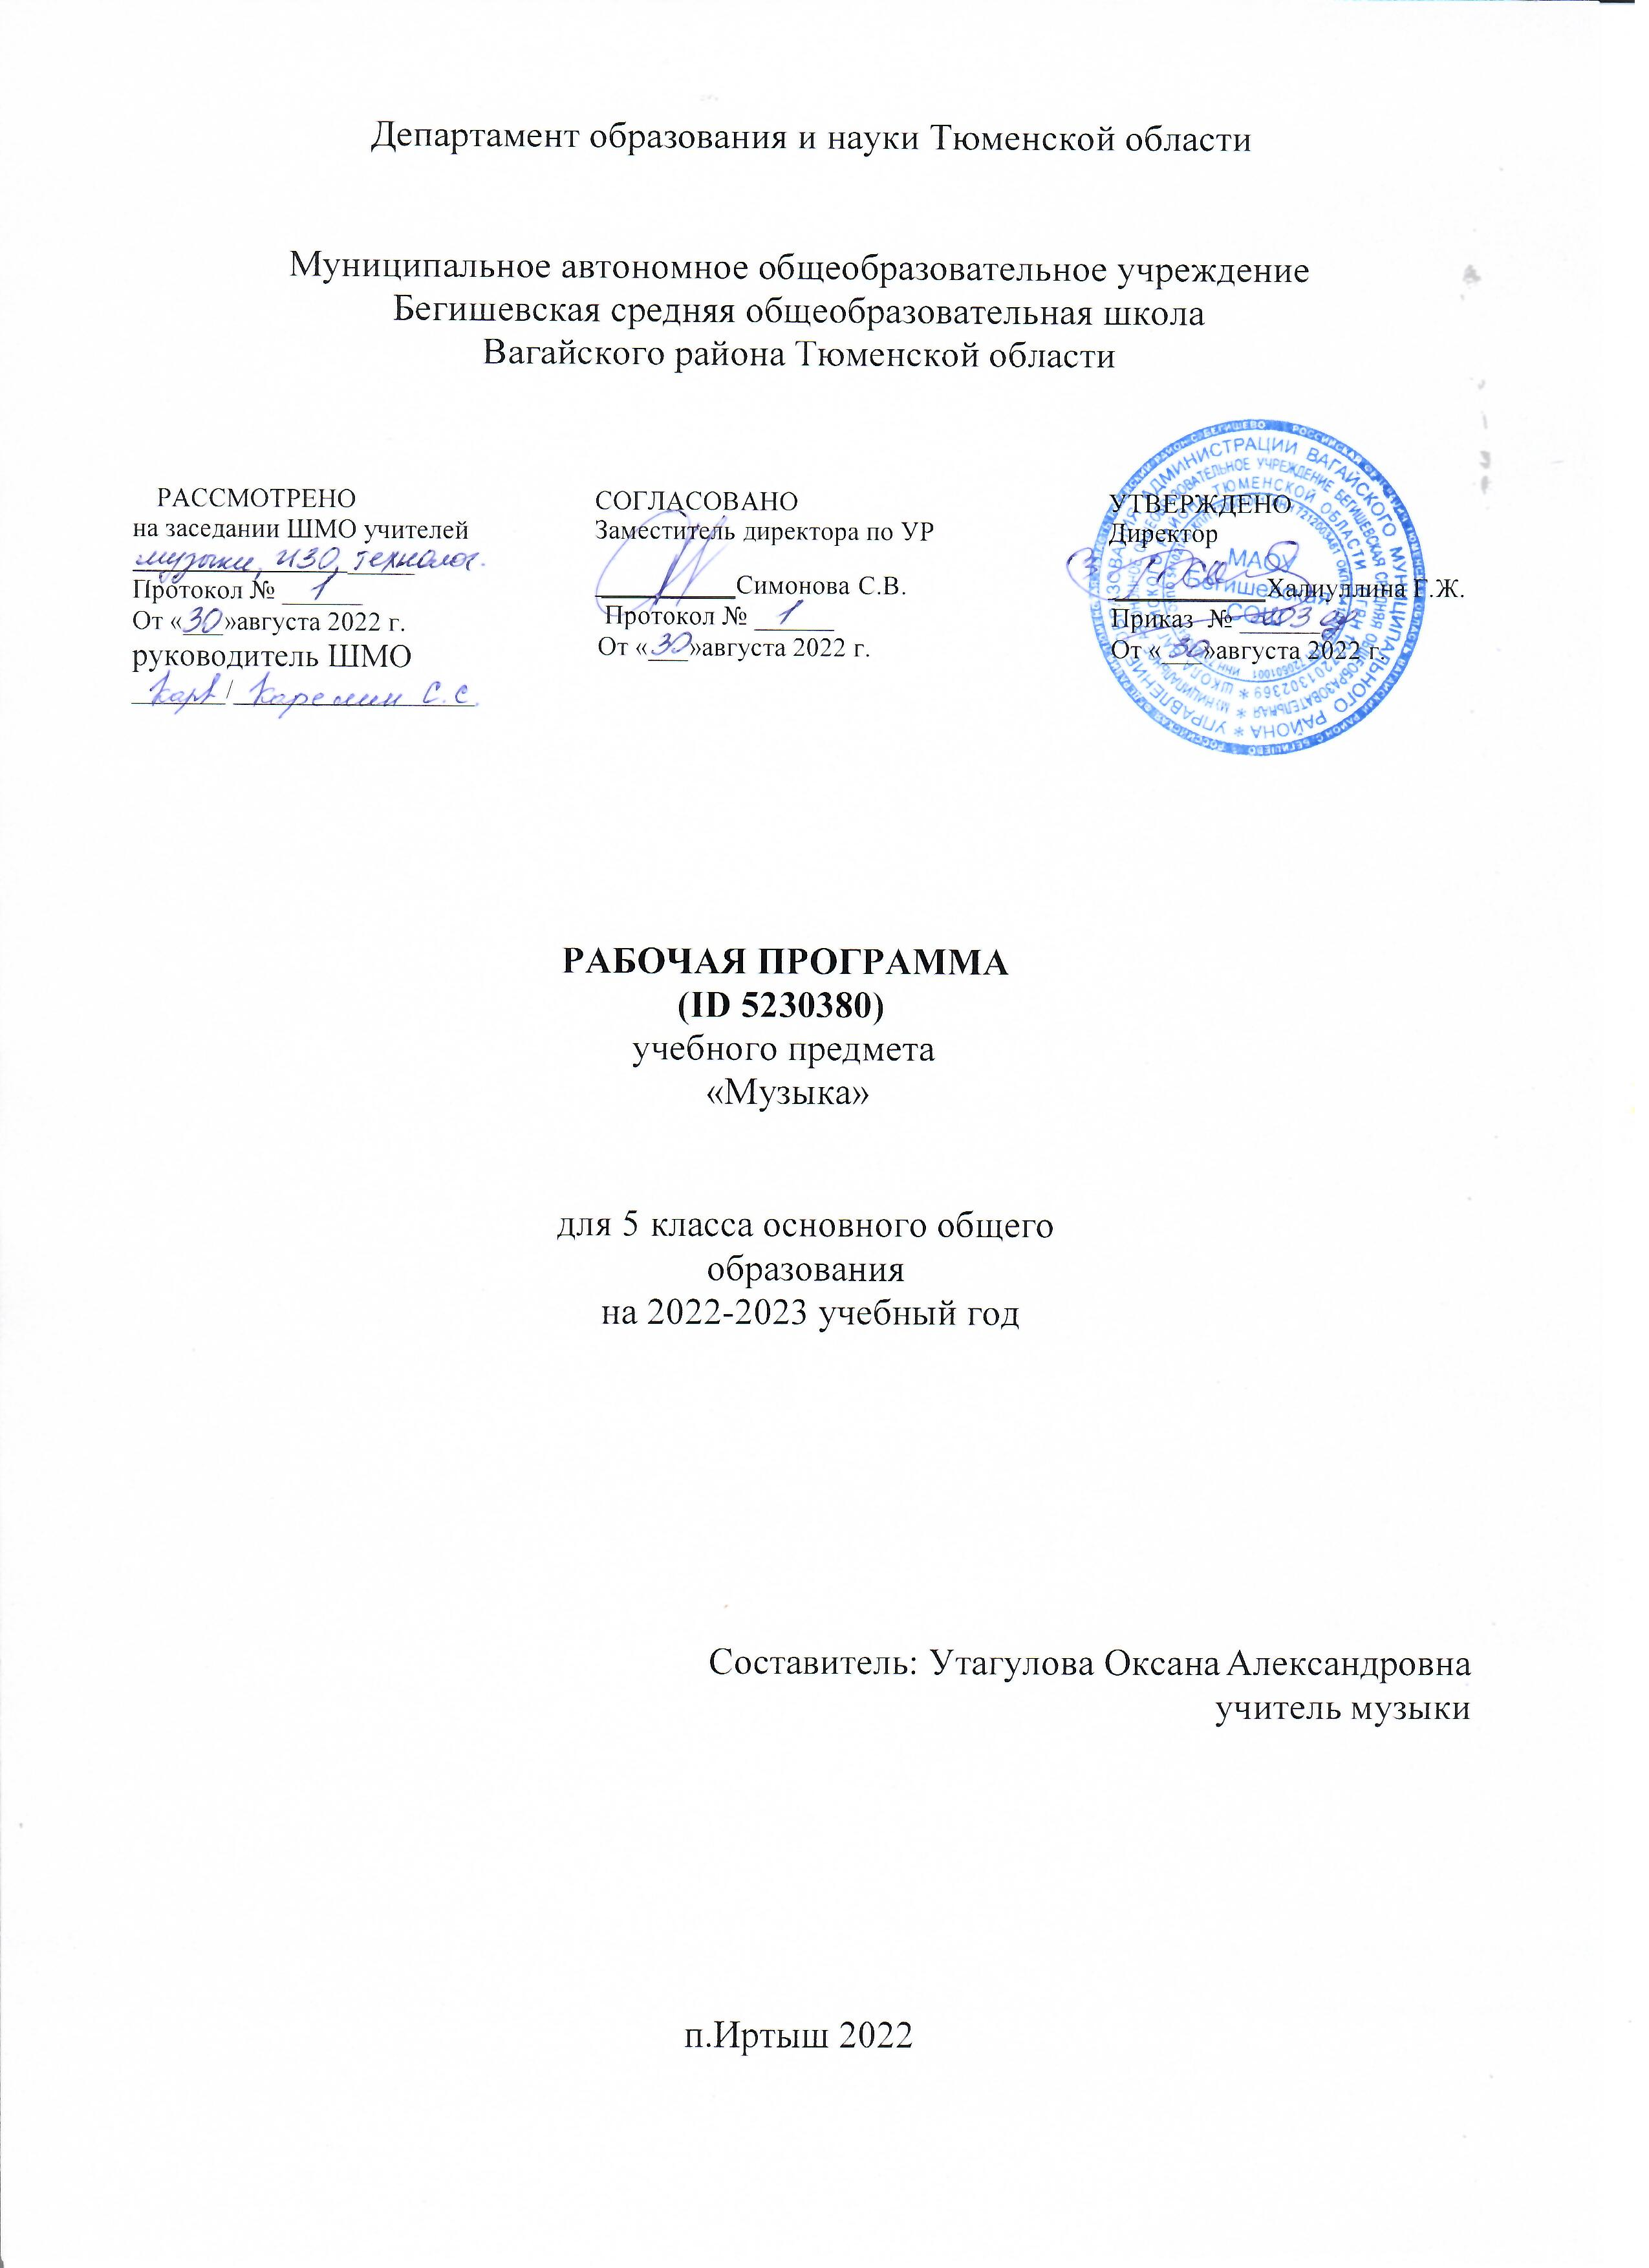 Департамент образования и науки Тюменской области
Муниципальное автономное общеобразовательное учреждение
Бегишевская средняя общеобразовательная школа
Вагайского района Тюменской области
РАССМОТРЕНО
на заседании ШМО учителей
музыки, ИЗО, технолог.
Протокол № 1
От «30»августа 2022 г.
руководитель ШМО
/ Каремин С.С.
СОГЛАСОВАНО
Заместитель директора по УР
Симонова С.В.
Протокол № 1
От «30»августа 2022 г.
УТВЕРЖДЕНО
Директор
Халиуллина Г.Ж.
Приказ №
От «30»августа 2022 г.
МАОУ
Бегишевская
СОШ
РАБОЧАЯ ПРОГРАММА
(ID 5230380)
учебного предмета
«Музыка»
для 5 класса основного общего
образования
на 2022-2023 учебный год
Составитель: Утагулова Оксана Александровна
учитель музыки
п.Иртыш 2022